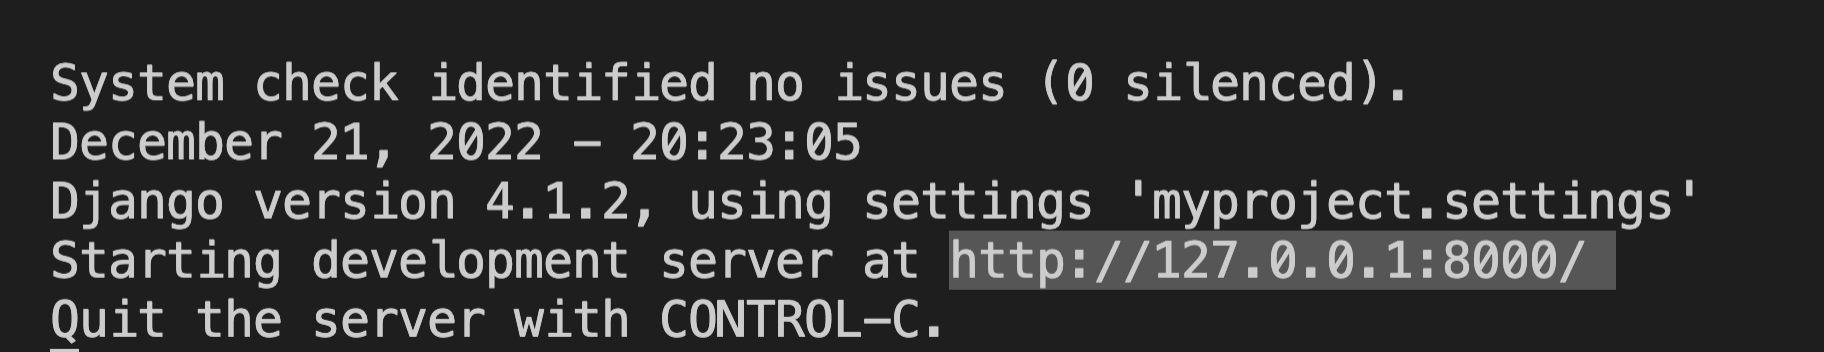 System check identified no issues (0 silenced).
December 21, 2022 - 20:23:05
Django version 4.1.2, using settings 'myproject.settings'
Starting development server at http://127.0.0.1:8000/
Quit the server with CONTROL-C.